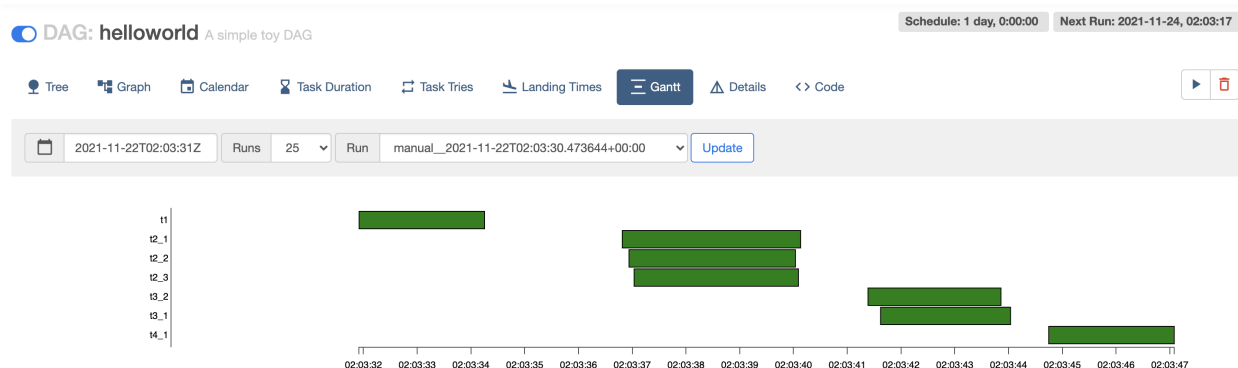 DAG: helloworld A simple toy DAG
Schedule: 1 day, 0:00:00 Next Run: 2021-11-24, 02:03:17
Tree Graph Calendar Task Duration Task Tries Landing Times Gantt Details <> Code
2021-11-22T02:03:31Z Runs 25 Run manual__2021-11-22T02:03:30.473644+00:00 Update
t1
t2_1
t2_2
t2_3
t3_2
t3_1
t4_1
02:03:32 02:03:33 02:03:34 02:03:35 02:03:36 02:03:37 02:03:38 02:03:39 02:03:40 02:03:41 02:03:42 02:03:43 02:03:44 02:03:45 02:03:46 02:03:47